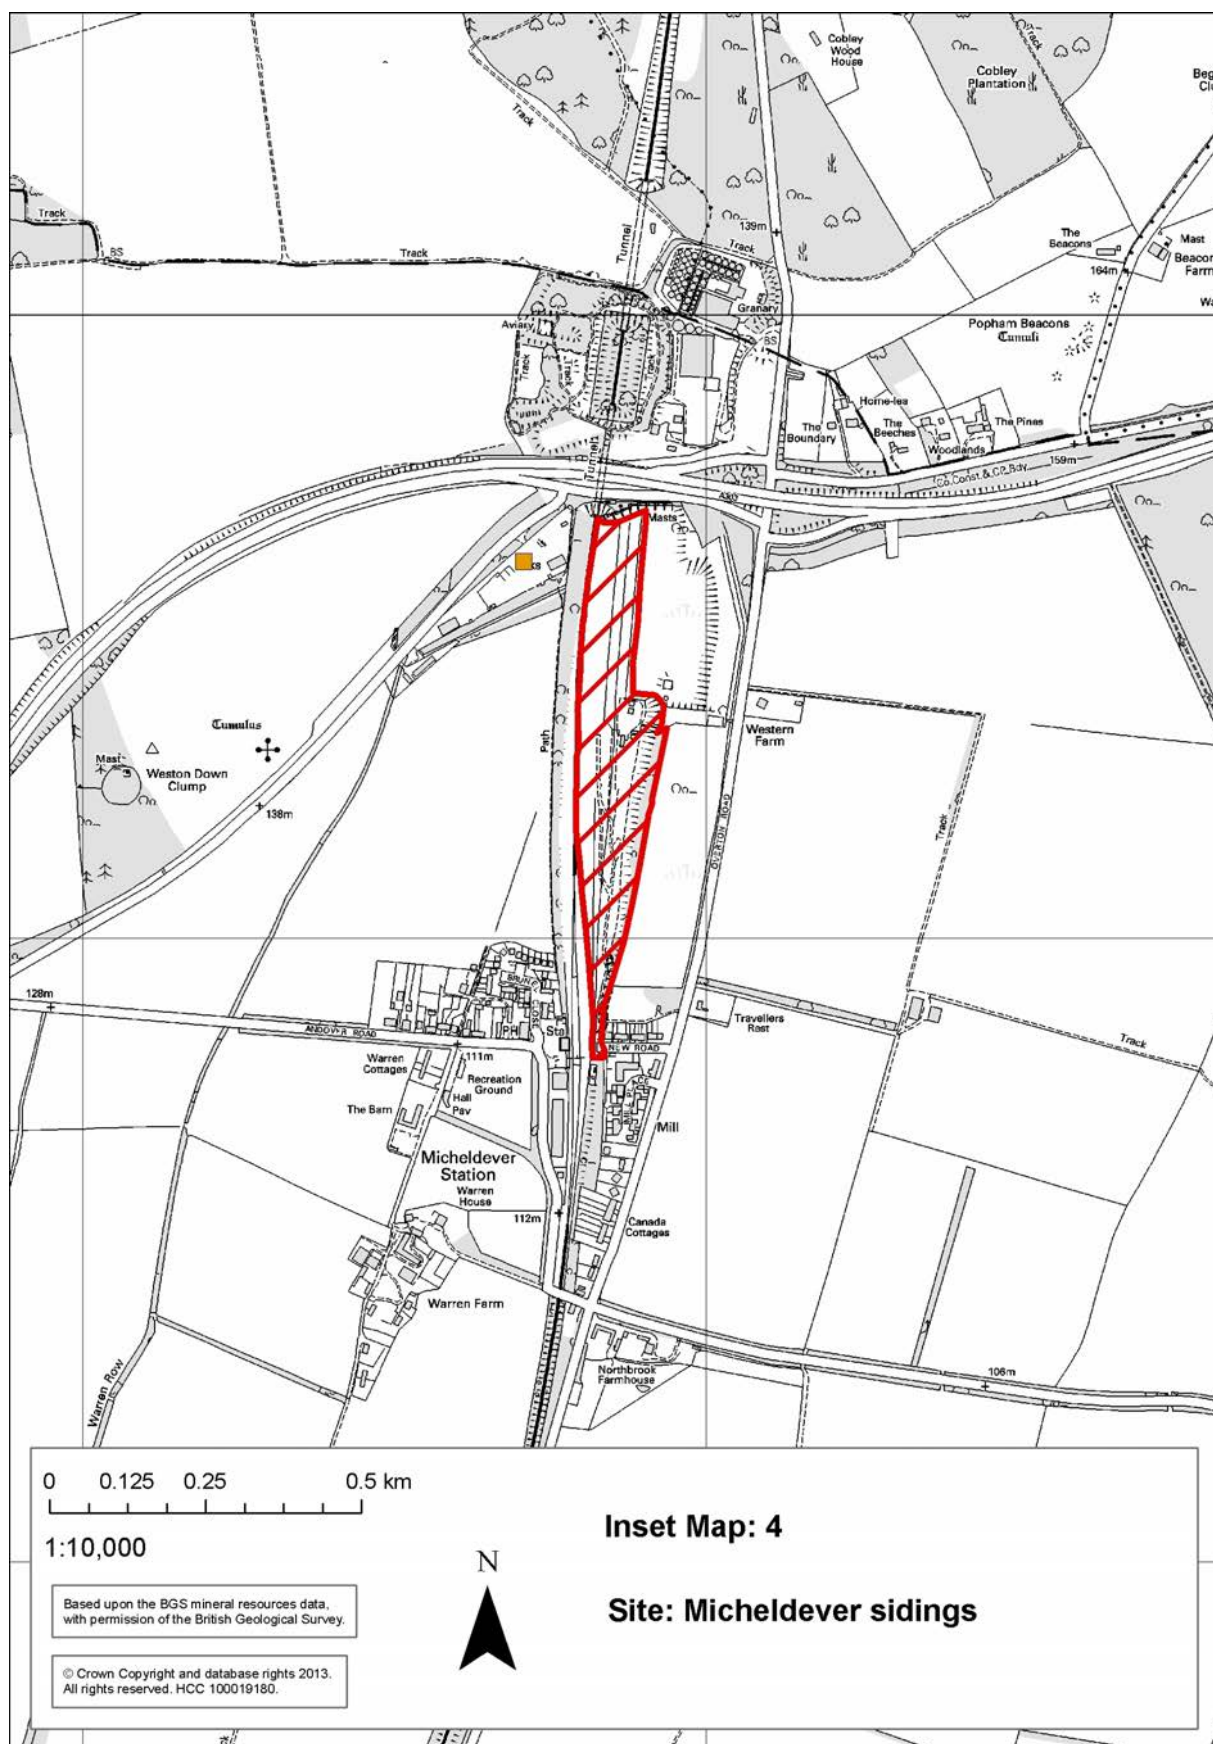 Cobley
Wood
House
Track
Cobley
Plantation
Track
Track
BS
Track
Tunnel
Track
139m
The
Beacons
Mast
Beacon
Farm
164m
Granary
Aviary
Track
Track
Track
BS
Popham Beacons
Tumuli
Home-lea
The
Boundary
The
Beeches
Woodlands
The Pines
159m
Co Const & CP Bdy
Tunnel
A303
Masts
Path
Tumulus
Mast
Weston Down
Clump
138m
Western
Farm
OVERTON ROAD
Track
128m
BRUNEL CLOSE
ANDOVER ROAD
PH
Sta
NEW ROAD
Travellers
Rest
Track
Warren
Cottages
111m
Recreation
Ground
Hall
Pav
The Barn
Mill
Micheldever
Station
Warren
House
112m
Canada
Cottages
Warren Farm
Warren Row
Northbrook
Farmhouse
106m
0 0.125 0.25 0.5 km
1:10,000
Inset Map: 4
N
Site: Micheldever sidings
Based upon the BGS mineral resources data,
with permission of the British Geological Survey.
© Crown Copyright and database rights 2013.
All rights reserved. HCC 100019180.